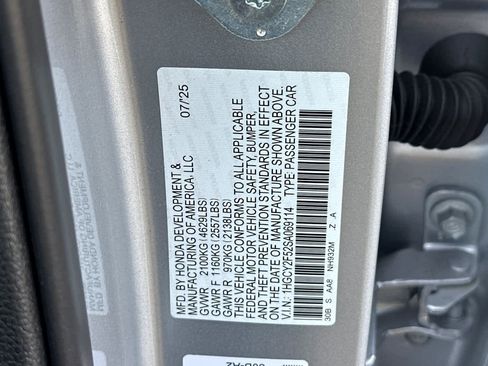 MFD. BY HONDA DEVELOPMENT & 07/'25
MANUFACTURING OF AMERICA, LLC
GVWR 2100KG (4629LBS)
GAWR F 1160KG (2557LBS)
GAWR R 970KG (2138LBS)
THIS VEHICLE CONFORMS TO ALL APPLICABLE
FEDERAL MOTOR VEHICLE SAFETY, BUMPER,
AND THEFT PREVENTION STANDARDS IN EFFECT
ON THE DATE OF MANUFACTURE SHOWN ABOVE.
V.I.N.: 1HGCY2F52SA069114 TYPE: PASSENGER CAR
30B S AA8 NH932M Z A